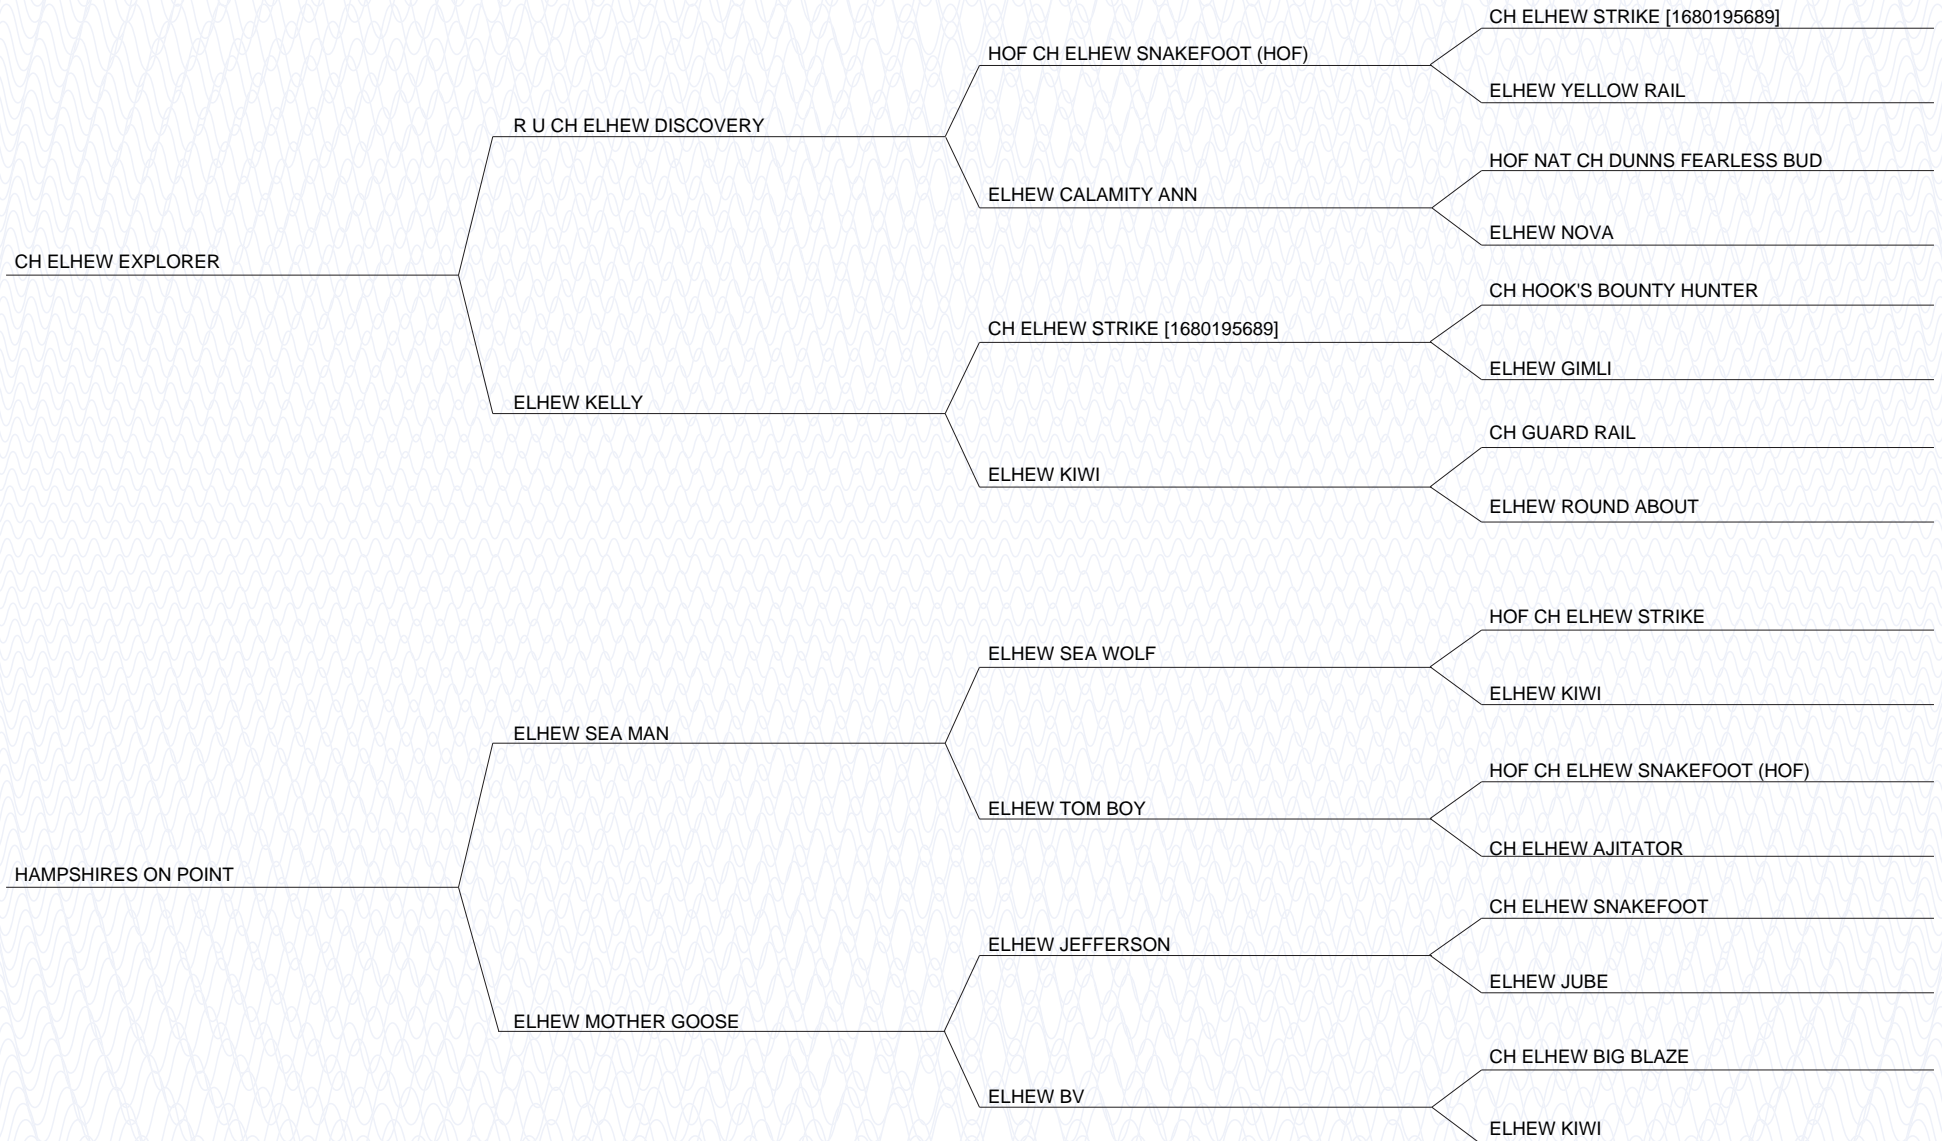 CH ELHEW STRIKE [1680195689]
HOF CH ELHEW SNAKEFOOT (HOF)
ELHEW YELLOW RAIL
R U CH ELHEW DISCOVERY
HOF NAT CH DUNNS FEARLESS BUD
ELHEW CALAMITY ANN
ELHEW NOVA
CH ELHEW EXPLORER
CH HOOK'S BOUNTY HUNTER
CH ELHEW STRIKE [1680195689]
ELHEW GIMLI
ELHEW KELLY
CH GUARD RAIL
ELHEW KIWI
ELHEW ROUND ABOUT
HOF CH ELHEW STRIKE
ELHEW SEA WOLF
ELHEW KIWI
ELHEW SEA MAN
HOF CH ELHEW SNAKEFOOT (HOF)
ELHEW TOM BOY
CH ELHEW AJITATOR
HAMPSHIRES ON POINT
CH ELHEW SNAKEFOOT
ELHEW JEFFERSON
ELHEW JUBE
ELHEW MOTHER GOOSE
CH ELHEW BIG BLAZE
ELHEW BV
ELHEW KIWI